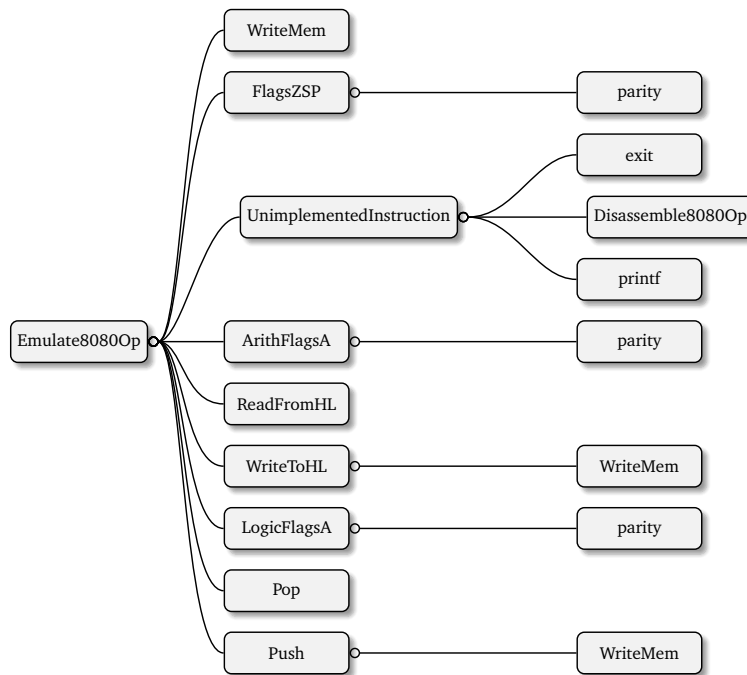 WriteMem
FlagsZSP
parity
exit
UnimplementedInstruction
Disassemble8080Op
printf
Emulate8080Op
ArithFlagsA
parity
ReadFromHL
WriteToHL
WriteMem
LogicFlagsA
parity
Pop
Push
WriteMem